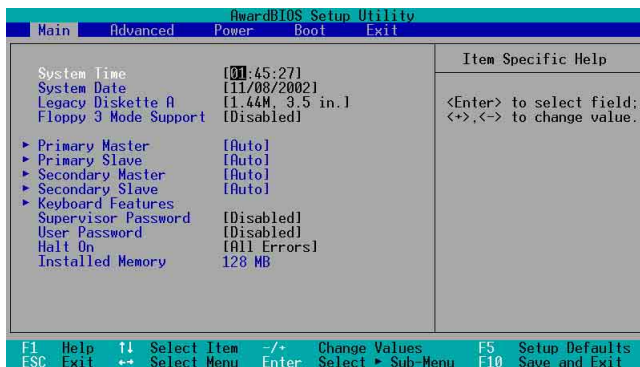 AwardBIOS Setup Utility
Main Advanced Power Boot Exit
Item Specific Help
System Time [01:45:27]
System Date [11/08/2002]
Legacy Diskette A [1.44M, 3.5 in.]
Floppy 3 Mode Support [Disabled]
<Enter> to select field;
<+>,<-> to change value.
▸ Primary Master [Auto]
▸ Primary Slave [Auto]
▸ Secondary Master [Auto]
▸ Secondary Slave [Auto]
▸ Keyboard Features
Supervisor Password [Disabled]
User Password [Disabled]
Halt On [All Errors]
Installed Memory 128 MB
F1 Help ↑↓ Select Item -/+ Change Values F5 Setup Defaults
ESC Exit ←→ Select Menu Enter Select ▸ Sub-Menu F10 Save and Exit